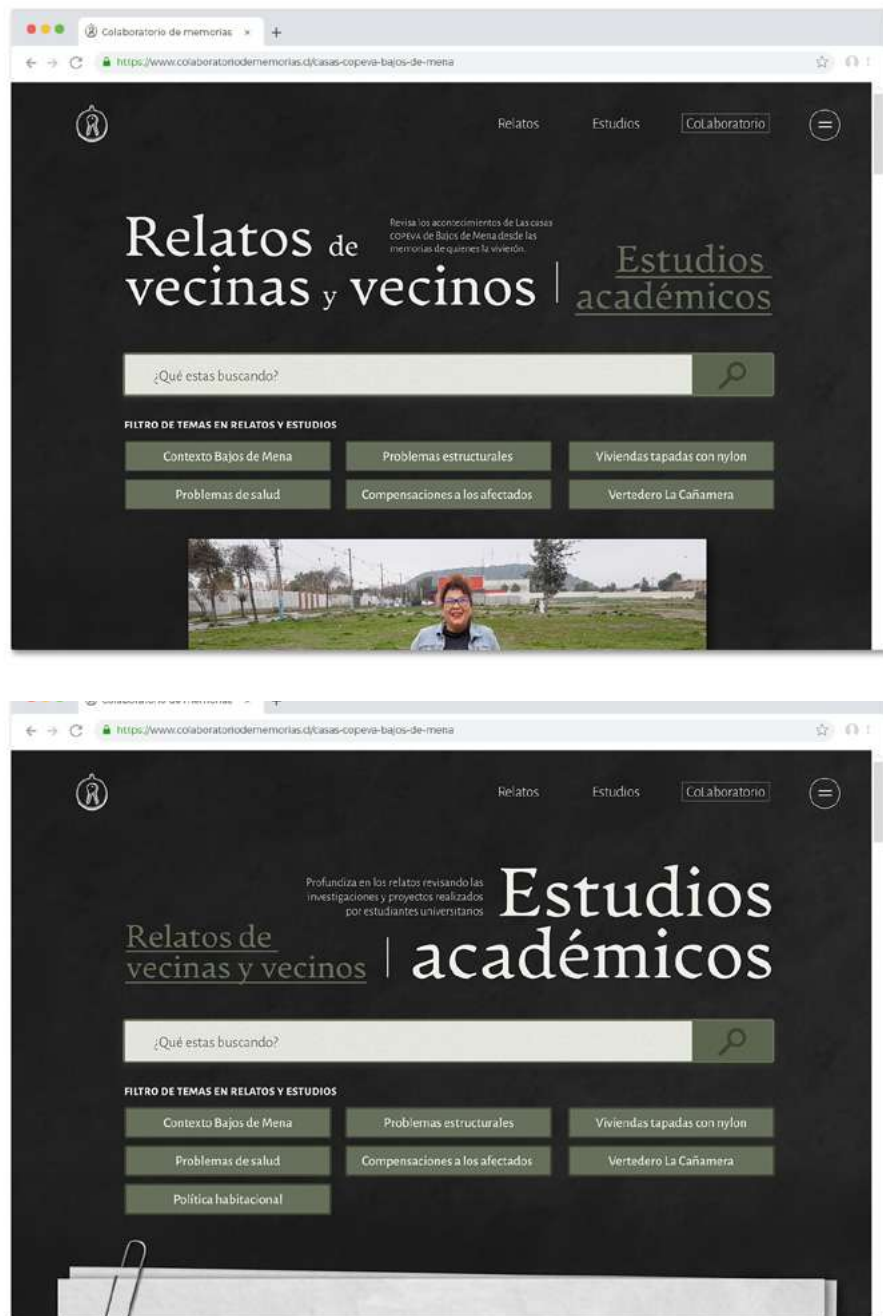 Colaboratorio de memorias
https://www.colaboratoriodememorias.cl/casas-copeva-bajos-de-mena
Relatos
Estudios
CoLaboratorio
Relatos de
vecinas y vecinos
Revisa los acontecimientos de Las casas
COPEVA de Bajos de Mena desde las
memorias de quienes la vivierón.
Estudios
académicos
¿Qué estas buscando?
FILTRO DE TEMAS EN RELATOS Y ESTUDIOS
Contexto Bajos de Mena
Problemas estructurales
Viviendas tapadas con nylon
Problemas de salud
Compensaciones a los afectados
Vertedero La Cañamera
https://www.colaboratoriodememorias.cl/casas-copeva-bajos-de-mena
Relatos
Estudios
CoLaboratorio
Relatos de
vecinas y vecinos
Profundiza en los relatos revisando las
investigaciones y proyectos realizados
por estudiantes universitarios
Estudios
académicos
¿Qué estas buscando?
FILTRO DE TEMAS EN RELATOS Y ESTUDIOS
Contexto Bajos de Mena
Problemas estructurales
Viviendas tapadas con nylon
Problemas de salud
Compensaciones a los afectados
Vertedero La Cañamera
Política habitacional